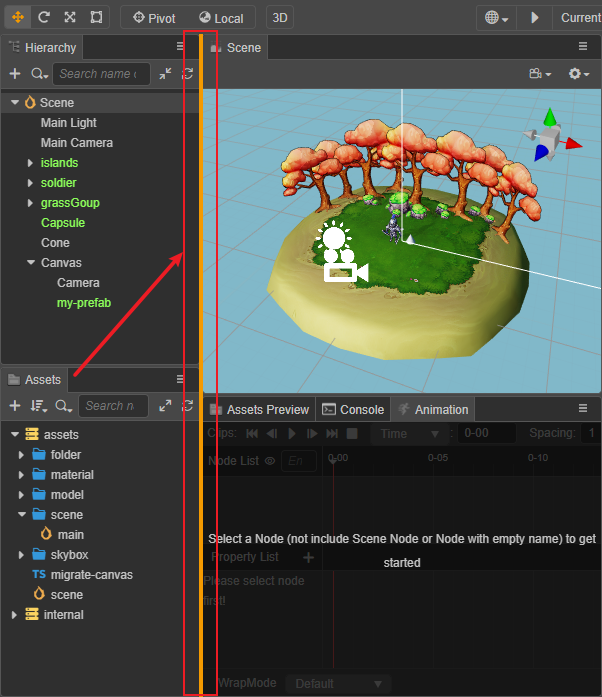 Pivot Local 3D Current
Hierarchy
Scene
Search name o
Scene
Main Light
Main Camera
islands
soldier
grassGoup
Capsule
Cone
Canvas
Camera
my-prefab
Assets
Search n
assets
folder
material
model
scene
main
skybox
TS migrate-canvas
scene
internal
Assets Preview Console Animation
Clips: Time : 0-00 Spacing: 1
Node List En 0-00 0-05 0-10
Select a Node (not include Scene Node or Node with empty name) to get
started
Property List
Please select node
first!
WrapMode Default